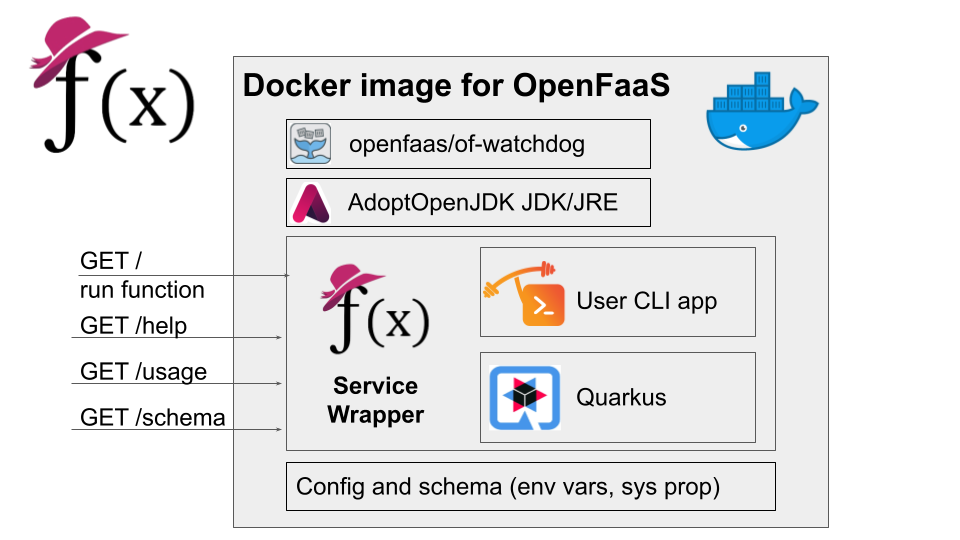 f(x)
Docker image for OpenFaaS
openfaas/of-watchdog
AdoptOpenJDK JDK/JRE
GET /
run function
GET /help
GET /usage
GET /schema
f(x)
Service
Wrapper
User CLI app
Quarkus
Config and schema (env vars, sys prop)